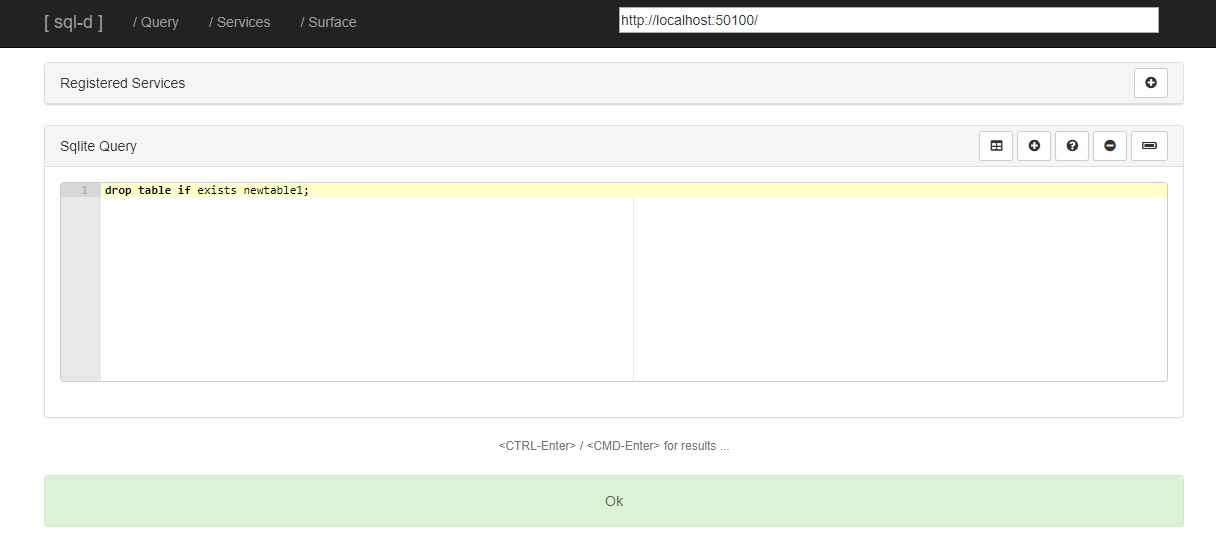 [ sql-d ] / Query / Services / Surface http://localhost:50100/
Registered Services
Sqlite Query
1 drop table if exists newtable1;
<CTRL-Enter> / <CMD-Enter> for results ...
Ok